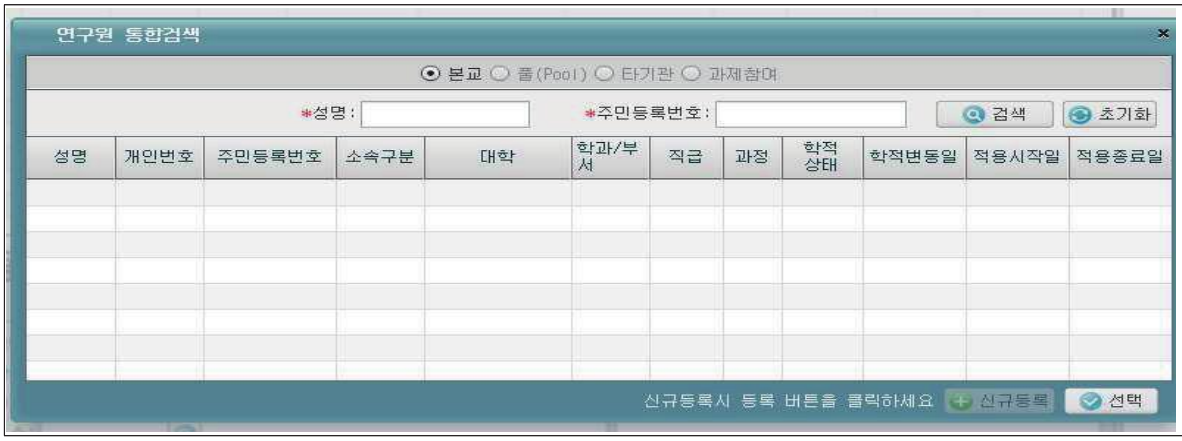 연구원 통합검색
본교 풀(Pool) 타기관 과제참여
*성명: *주민등록번호: 검색 초기화
성명 개인번호 주민등록번호 소속구분 대학 학과/부서 직급 과정 학적상태 학적변동일 적용시작일 적용종료일
신규등록시 등록 버튼을 클릭하세요 신규등록 선택